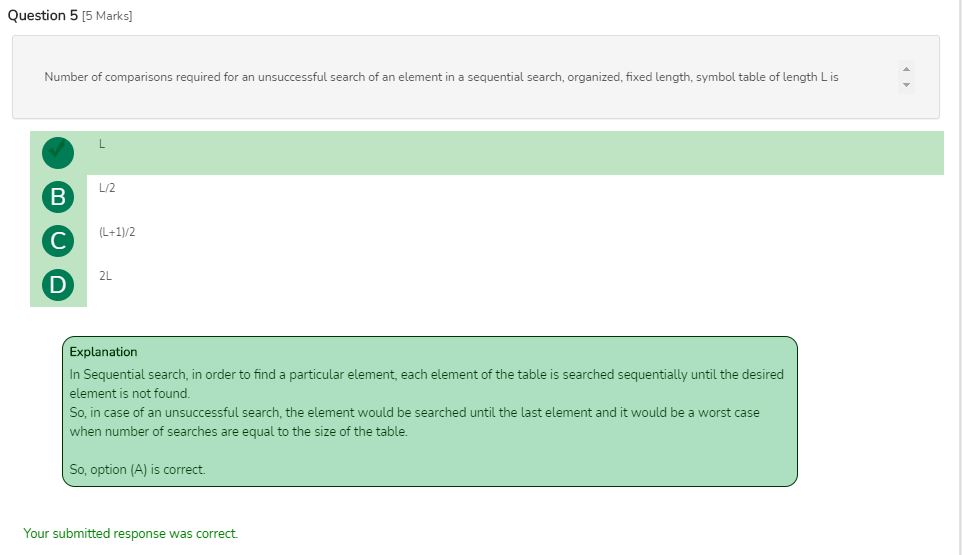 Question 5 [5 Marks]
Number of comparisons required for an unsuccessful search of an element in a sequential search, organized, fixed length, symbol table of length L is
L
B L/2
C (L+1)/2
D 2L
Explanation
In Sequential search, in order to find a particular element, each element of the table is searched sequentially until the desired
element is not found.
So, in case of an unsuccessful search, the element would be searched until the last element and it would be a worst case
when number of searches are equal to the size of the table.
So, option (A) is correct.
Your submitted response was correct.